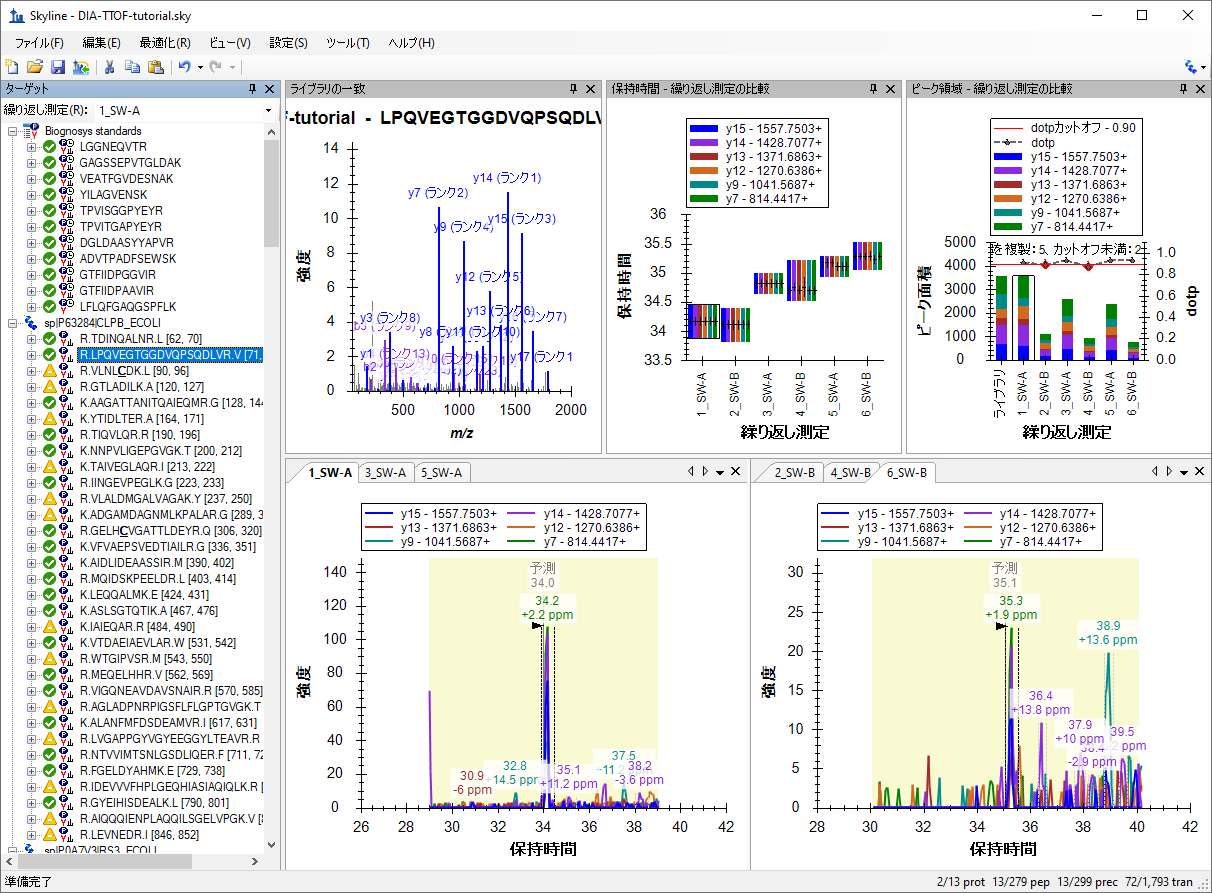 Skyline - DIA-TTOF-tutorial.sky
ファイル(F) 編集(E) 最適化(R) ビュー(V) 設定(S) ツール(T) ヘルプ(H)
ターゲット
繰り返し測定(R): 1_SW-A
Biognosys standards
LGGNEQVTR
GAGSSEPVTGLDAK
VEATFGVDESNAK
YILAGVENSK
TPVISGGPYEYR
TPVITGAPYEYR
DGLDAASYYAPVR
ADVTPADFSEWSK
GTFIIDPGGVIR
GTFIIDPAAVIR
LFLQFGAQGSPFLK
sp|P63284|CLPB_ECOLI
R.TDINQALNR.L [62, 70]
R.LPQVEGTGGDVQPSQDLVR.V [71,
R.VLNLCDK.L [90, 96]
R.GTLADILK.A [120, 127]
K.AAGATTANITQAIEQMR.G [128, 144
K.YTIDLTER.A [164, 171]
R.TIQVLQR.R [190, 196]
K.NNPVLIGEPGVGK.T [200, 212]
K.TAIVEGLAQR.I [213, 222]
R.IINGEVPEGLK.G [223, 233]
R.VLALDMGALVAGAK.Y [237, 250]
K.ADGAMDAGNMLKPALAR.G [289, 3
R.GELHCVGATTLDEYR.Q [306, 320]
K.VFVAEPSVEDTIAILR.G [336, 351]
K.AIDLIDEAASSIR.M [390, 402]
R.MQIDSKPEELDR.L [403, 414]
K.LEQQALMK.E [424, 431]
K.ASLSGTQTIK.A [467, 476]
K.IAIEQAR.R [484, 490]
K.VTDAEIAEVLAR.W [531, 542]
R.WTGIPVSR.M [543, 550]
R.MEQELHHR.V [562, 569]
R.VIGQNEAVDAVSNAIR.R [570, 585]
R.AGLADPNRPIGSFLFLGPTGVGK.T
K.ALANFMFDSDEAMVR.I [617, 631]
R.LVGAPPGYVGYEEGGYLTEAVR.R
R.NTVVIMTSNLGSDLIQER.F [711, 72
R.FGELDYAHMK.E [729, 738]
R.IDEVVVFHPLGEQHIASIAQIQLK.R [
R.GYEIHISDEALK.L [790, 801]
R.AIQQQIENPLAQQILSGELVPGK.V [8
R.LEVNEDR.I [846, 852]
sp|P0A7V3|RS3_ECOLI
ライブラリの一致
F-tutorial - LPQVEGTGGDVQPSQDLV
強度
14
12
10
8
6
4
2
0
y14 (ランク1)
y7 (ランク2)
y15 (ランク3)
y9 (ランク4)
y12 (ランク5)
y13 (ランク6)
y3 (ランク8)
500 1000 1500 2000
m/z
保持時間 - 繰り返し測定の比較
y15 - 1557.7503+
y14 - 1428.7077+
y13 - 1371.6863+
y12 - 1270.6386+
y9 - 1041.5687+
y7 - 814.4417+
保持時間
36
35.5
35
34.5
34
33.5
1_SW-A 2_SW-B 3_SW-A 4_SW-B 5_SW-A 6_SW-B
繰り返し測定
ピーク領域 - 繰り返し測定の比較
dotpカットオフ - 0.90
dotp
y15 - 1557.7503+
y14 - 1428.7077+
y13 - 1371.6863+
y12 - 1270.6386+
y9 - 1041.5687+
y7 - 814.4417+
複製: 5, カットオフ未満: 2
ピーク面積
5000
4000
3000
2000
1000
0
1.0
0.8
0.6
0.4
0.2
0.0
dotp
ライブラリ 1_SW-A 2_SW-B 3_SW-A 4_SW-B 5_SW-A 6_SW-B
繰り返し測定
1_SW-A 3_SW-A 5_SW-A
y15 - 1557.7503+ y14 - 1428.7077+
y13 - 1371.6863+ y12 - 1270.6386+
y9 - 1041.5687+ y7 - 814.4417+
強度
140
120
100
80
60
40
20
0
予測
34.0
34.2
+2.2 ppm
30.9
-6 ppm
32.8
+14.5 ppm
35.1
+11.2 ppm
37.5
38.2
-3.6 ppm
26 28 30 32 34 36 38 40 42
保持時間
2_SW-B 4_SW-B 6_SW-B
y15 - 1557.7503+ y14 - 1428.7077+
y13 - 1371.6863+ y12 - 1270.6386+
y9 - 1041.5687+ y7 - 814.4417+
強度
30
25
20
15
10
5
0
予測
35.1
35.3
+1.9 ppm
38.9
+13.6 ppm
36.4
+13.8 ppm
37.9
+10 ppm
39.5
38.4
-2.9 ppm
28 30 32 34 36 38 40 42
保持時間
準備完了
2/13 prot 13/279 pep 13/299 prec 72/1,793 tran